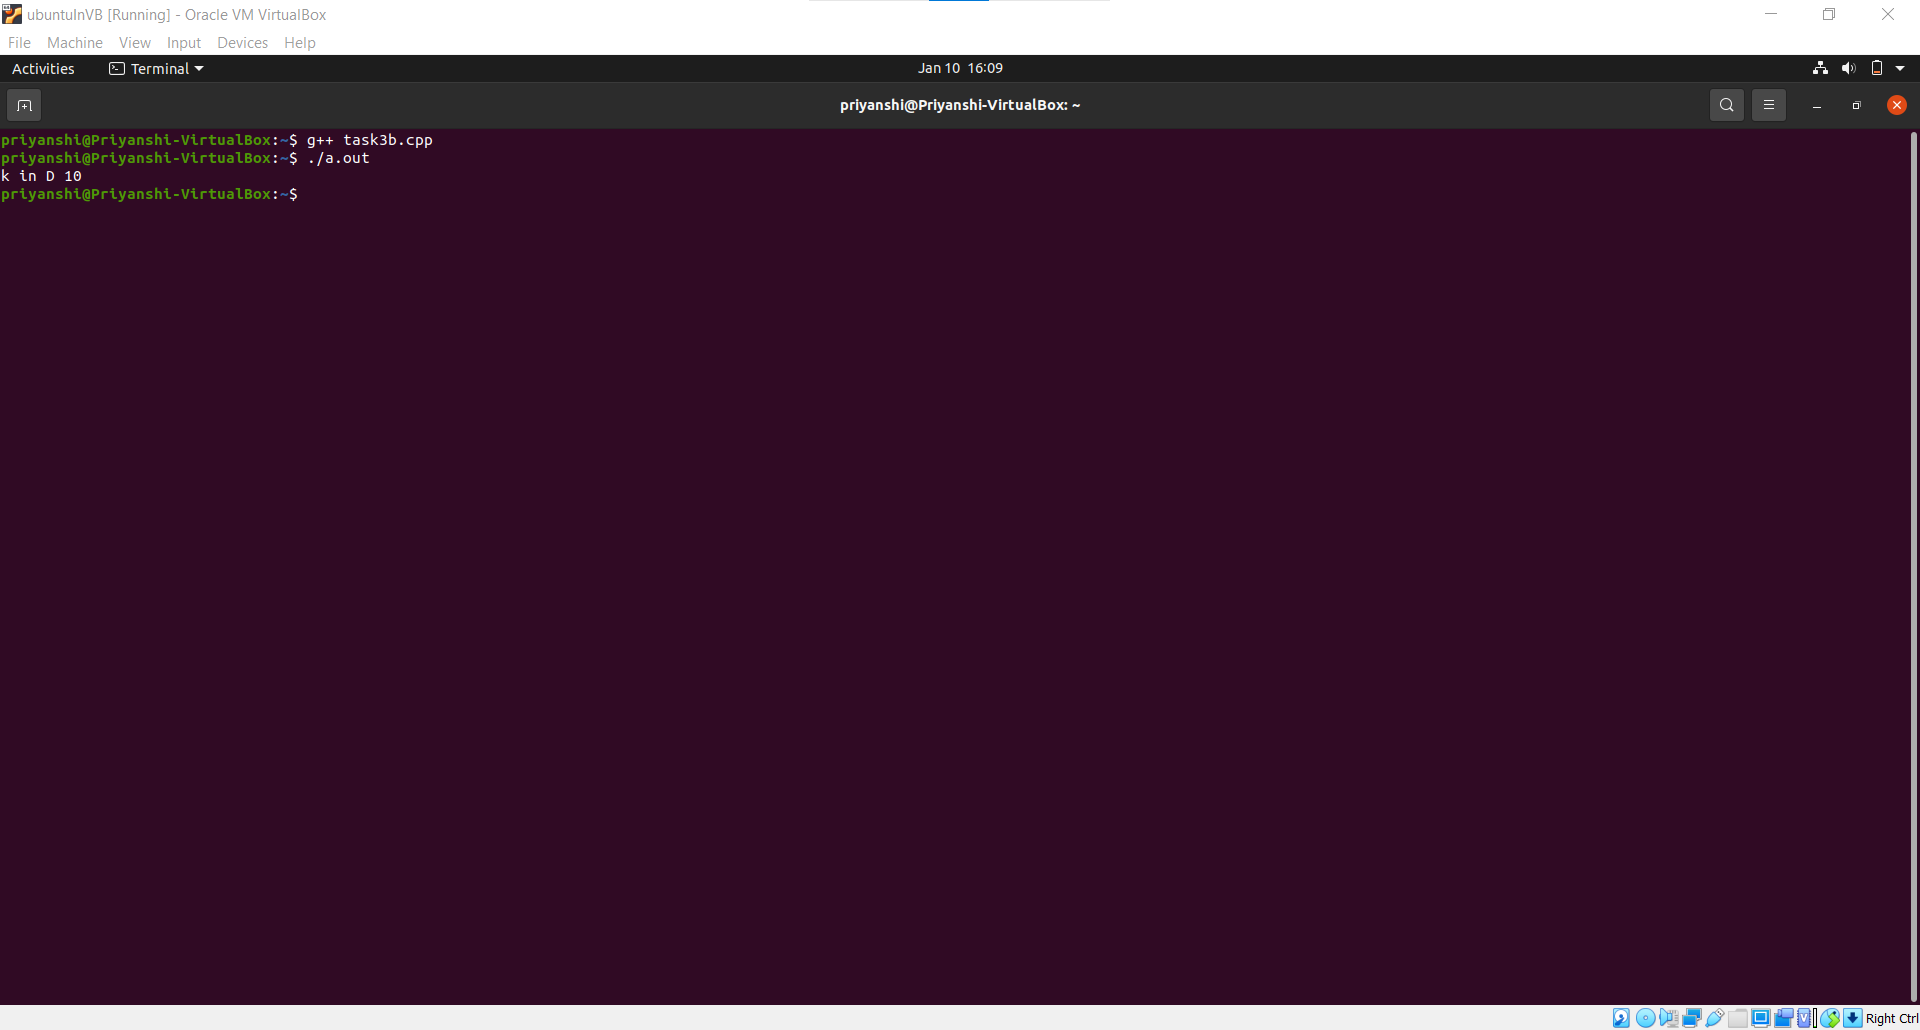 ubuntuInVB [Running] - Oracle VM VirtualBox
File Machine View Input Devices Help
Activities Terminal Jan 10 16:09
priyanshi@Priyanshi-VirtualBox: ~
priyanshi@Priyanshi-VirtualBox:~$ g++ task3b.cpp
priyanshi@Priyanshi-VirtualBox:~$ ./a.out
k in D 10
priyanshi@Priyanshi-VirtualBox:~$
Right Ctrl